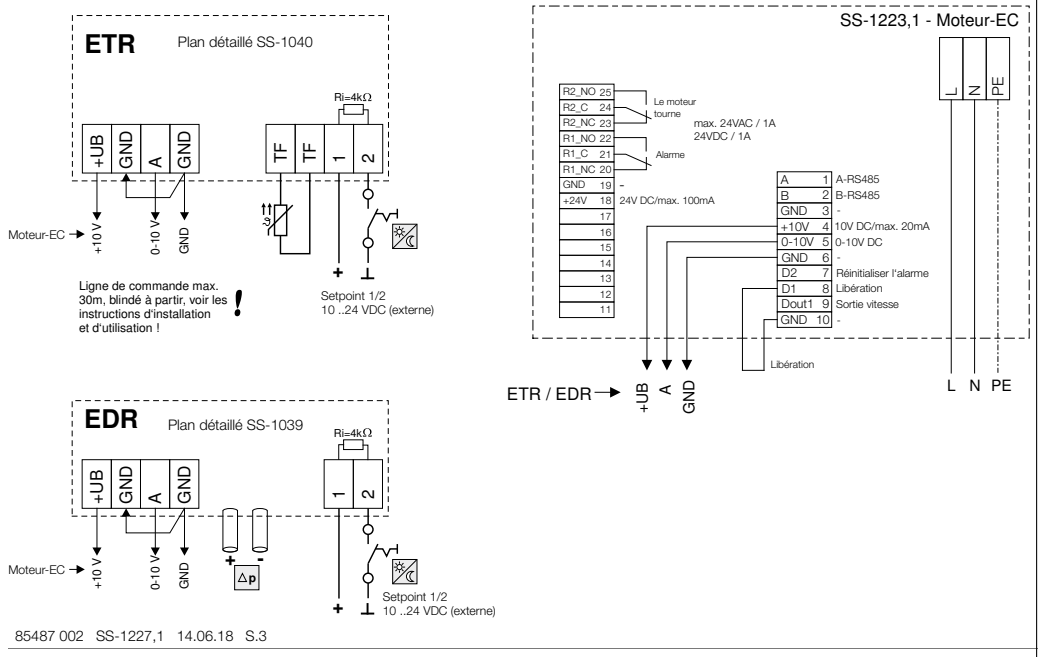 ETR
Plan détaillé SS-1040
Ri=4kΩ
+UB
GND
A
GND
TF
TF
1
2
Moteur-EC
+10 V
0-10 V
GND
+
Ligne de commande max.
30m, blindé à partir, voir les
instructions d'installation
et d'utilisation !
!
Setpoint 1/2
10 ..24 VDC (externe)
EDR
Plan détaillé SS-1039
Ri=4kΩ
+UB
GND
A
GND
1
2
Moteur-EC
+10 V
0-10 V
GND
+
-
Δp
+
Setpoint 1/2
10 ..24 VDC (externe)
SS-1223,1 - Moteur-EC
L
N
PE
R2_NO 25
R2_C 24
R2_NC 23
R1_NO 22
R1_C 21
R1_NC 20
GND 19 -
+24V 18 24V DC/max. 100mA
17
16
15
14
13
12
11
Le moteur
tourne
max. 24VAC / 1A
24VDC / 1A
Alarme
A 1 A-RS485
B 2 B-RS485
GND 3 -
+10V 4 10V DC/max. 20mA
0-10V 5 0-10V DC
GND 6 -
D2 7 Réinitialiser l'alarme
D1 8 Libération
Dout1 9 Sortie vitesse
GND 10 -
Libération
ETR / EDR
+UB
A
GND
L N PE
85487 002 SS-1227,1 14.06.18 S.3